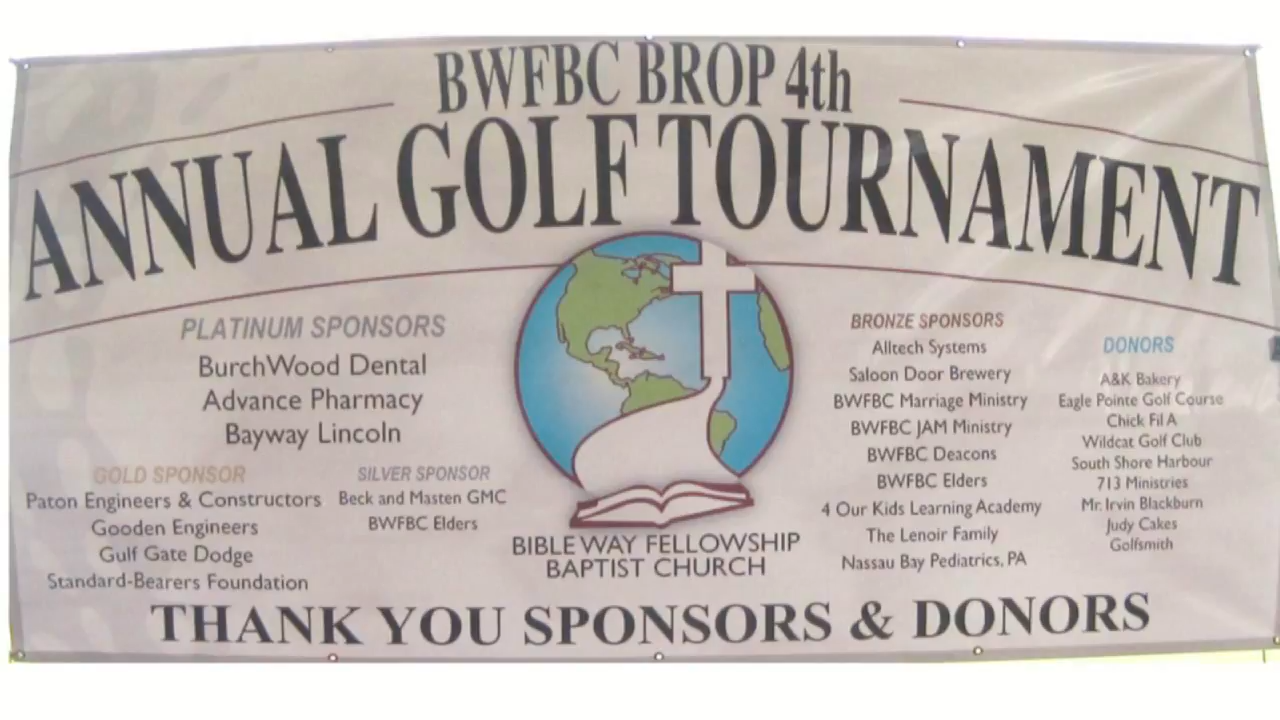 BWFBC BROP 4th
ANNUAL GOLF TOURNAMENT
PLATINUM SPONSORS
BurchWood Dental
Advance Pharmacy
Bayway Lincoln
GOLD SPONSOR
Paton Engineers & Constructors
Gooden Engineers
Gulf Gate Dodge
Standard-Bearers Foundation
SILVER SPONSOR
Beck and Masten GMC
BWFBC Elders
BIBLE WAY FELLOWSHIP
BAPTIST CHURCH
BRONZE SPONSORS
Alltech Systems
Saloon Door Brewery
BWFBC Marriage Ministry
BWFBC JAM Ministry
BWFBC Deacons
BWFBC Elders
4 Our Kids Learning Academy
The Lenoir Family
Nassau Bay Pediatrics, PA
DONORS
A&K Bakery
Eagle Pointe Golf Course
Chick Fil A
Wildcat Golf Club
South Shore Harbour
713 Ministries
Mr. Irvin Blackburn
Judy Cakes
Golfsmith
THANK YOU SPONSORS & DONORS